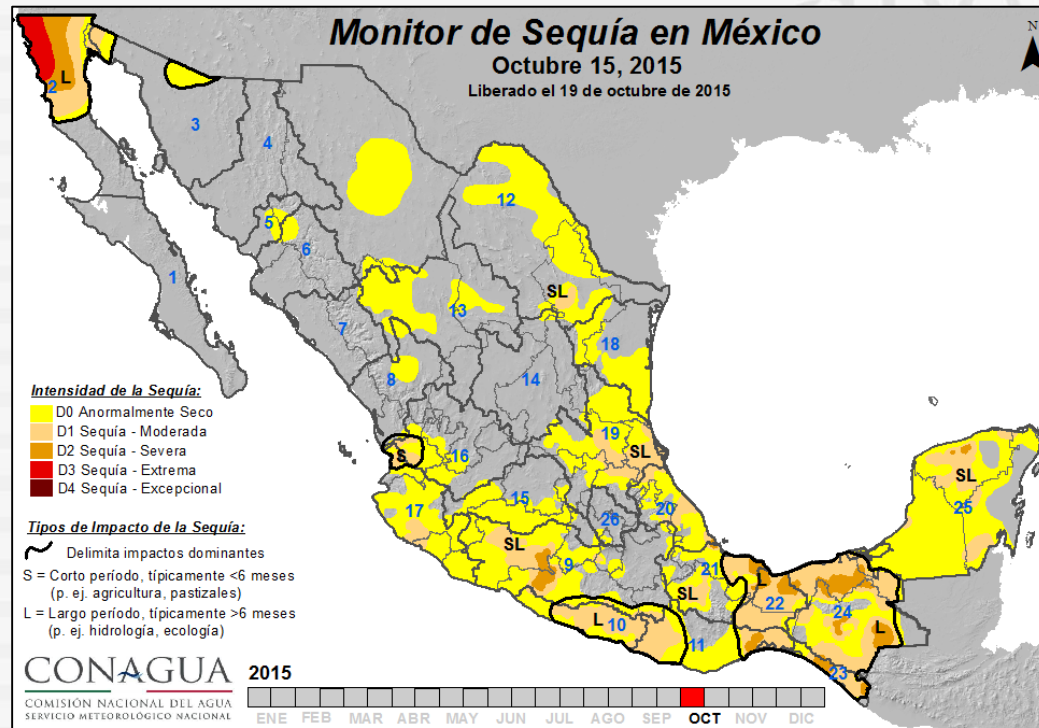 Monitor de Sequía en México
Octubre 15, 2015
Liberado el 19 de octubre de 2015
N
L
2
3
4
12
5
6
1
SL
13
7
18
8
14
Intensidad de la Sequía:
D0 Anormalmente Seco
D1 Sequía - Moderada
D2 Sequía - Severa
D3 Sequía - Extrema
D4 Sequía - Excepcional
19
SL
S
16
SL
15
17
20
26
25
Tipos de Impacto de la Sequía:
Delimita impactos dominantes
S = Corto período, típicamente <6 meses
(p. ej. agricultura, pastizales)
L = Largo período, típicamente >6 meses
(p. ej. hidrología, ecología)
SL
9
21
L
22
SL
24
L
10
L
11
23
CONAGUA
COMISIÓN NACIONAL DEL AGUA
SERVICIO METEOROLÓGICO NACIONAL
2015
ENE FEB MAR ABR MAY JUN JUL AGO SEP OCT NOV DIC